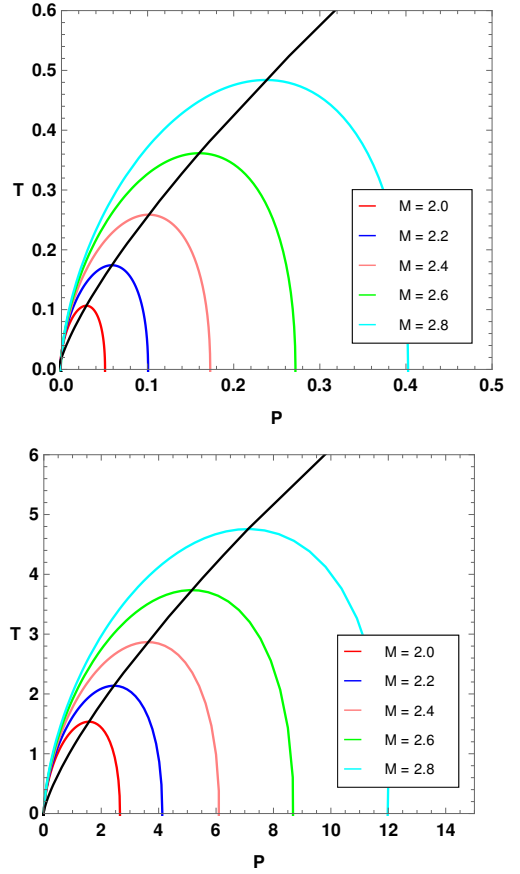 0.6
0.5
0.4
0.3
0.2
0.1
0.0
T
M = 2.0
M = 2.2
M = 2.4
M = 2.6
M = 2.8
0.0 0.1 0.2 0.3 0.4 0.5
P
6
5
4
3
2
1
0
T
M = 2.0
M = 2.2
M = 2.4
M = 2.6
M = 2.8
0 2 4 6 8 10 12 14
P